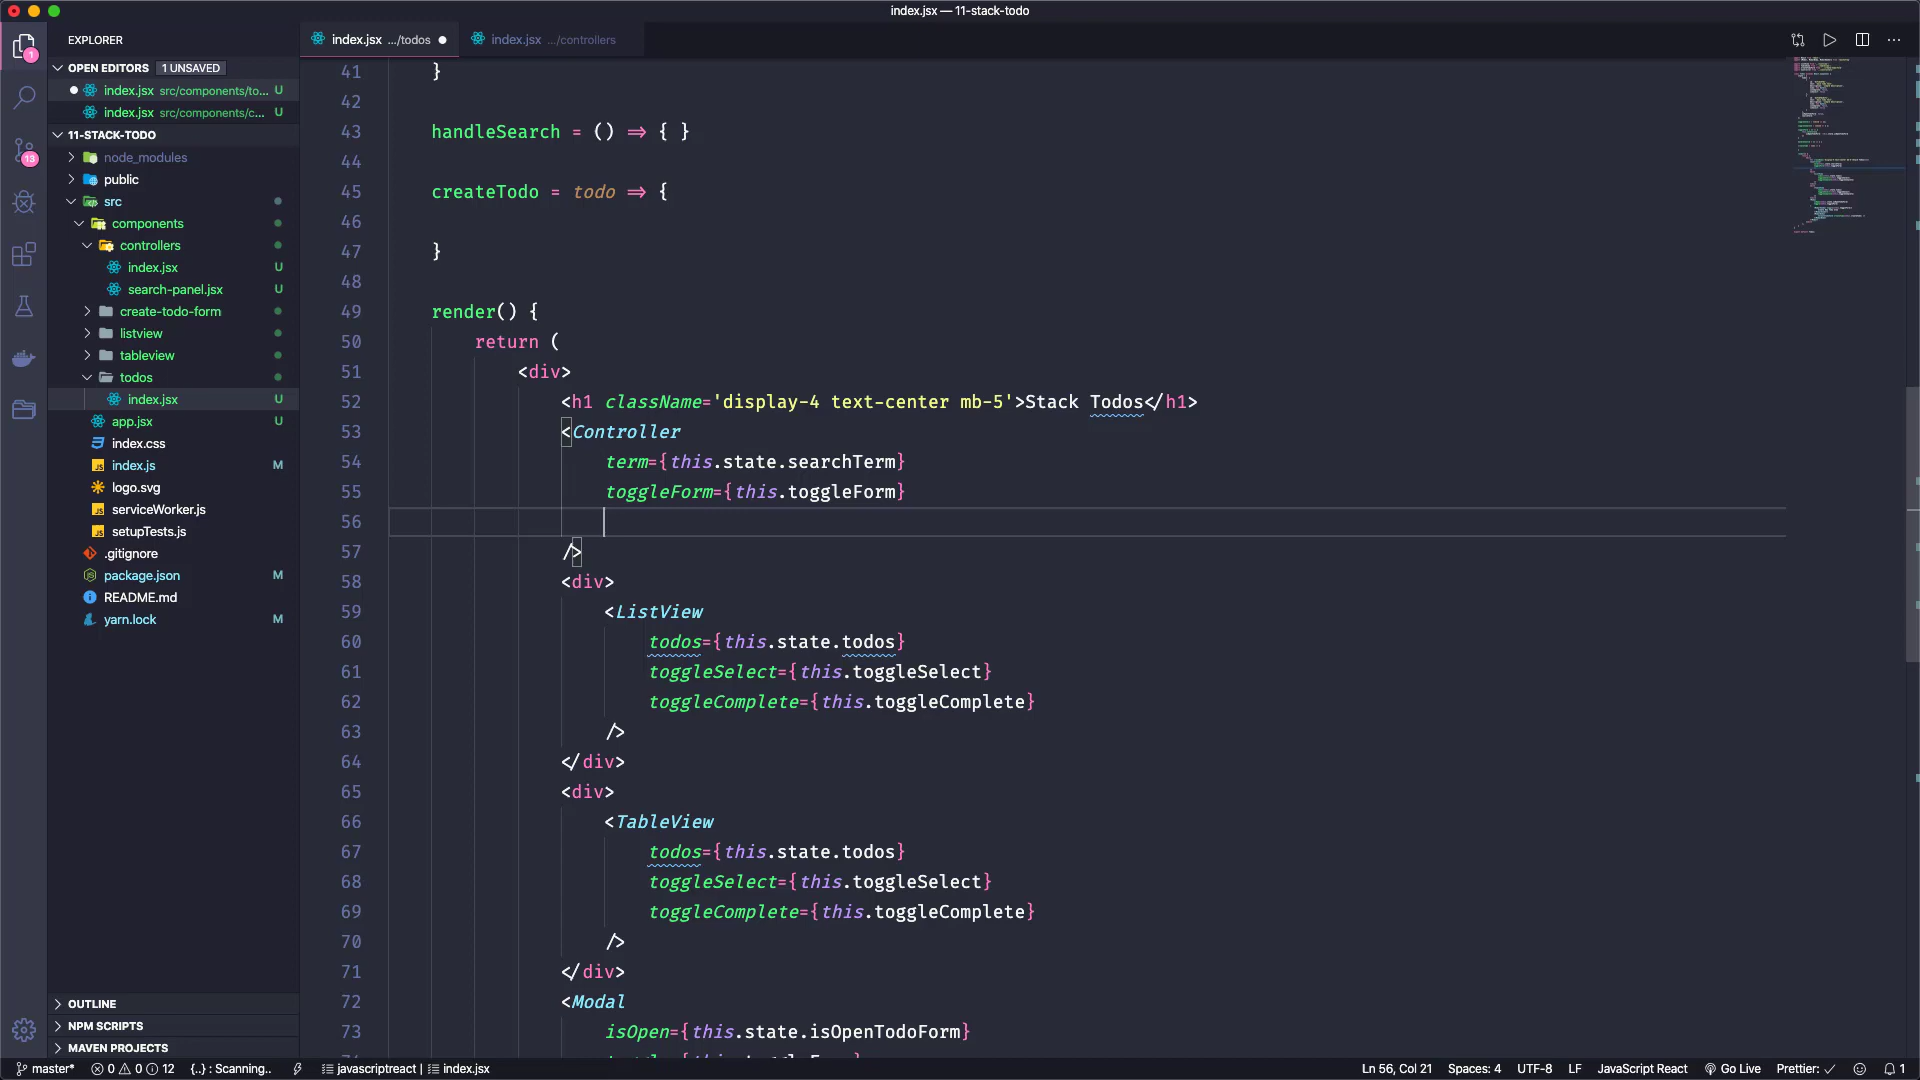 index.jsx — 11-stack-todo
EXPLORER
OPEN EDITORS 1 UNSAVED
index.jsx src/components/to... U
index.jsx src/components/c... U
11-STACK-TODO
node_modules
public
src
components
controllers
index.jsx U
search-panel.jsx U
create-todo-form
listview
tableview
todos
index.jsx U
app.jsx U
index.css
index.js M
logo.svg
serviceWorker.js
setupTests.js
.gitignore
package.json M
README.md
yarn.lock M
OUTLINE
NPM SCRIPTS
MAVEN PROJECTS
1
13
index.jsx .../todos
index.jsx .../controllers
41 }
42
43 handleSearch = () => { }
44
45 createTodo = todo => {
46
47 }
48
49 render() {
50 return (
51 <div>
52 <h1 className='display-4 text-center mb-5'>Stack Todos</h1>
53 <Controller
54 term={this.state.searchTerm}
55 toggleForm={this.toggleForm}
56
57 />
58 <div>
59 <ListView
60 todos={this.state.todos}
61 toggleSelect={this.toggleSelect}
62 toggleComplete={this.toggleComplete}
63 />
64 </div>
65 <div>
66 <TableView
67 todos={this.state.todos}
68 toggleSelect={this.toggleSelect}
69 toggleComplete={this.toggleComplete}
70 />
71 </div>
72 <Modal
73 isOpen={this.state.isOpenTodoForm}
master* 0 0 12 {..} : Scanning.. javascriptreact | index.jsx Ln 56, Col 21 Spaces: 4 UTF-8 LF JavaScript React Go Live Prettier: ✓ 1